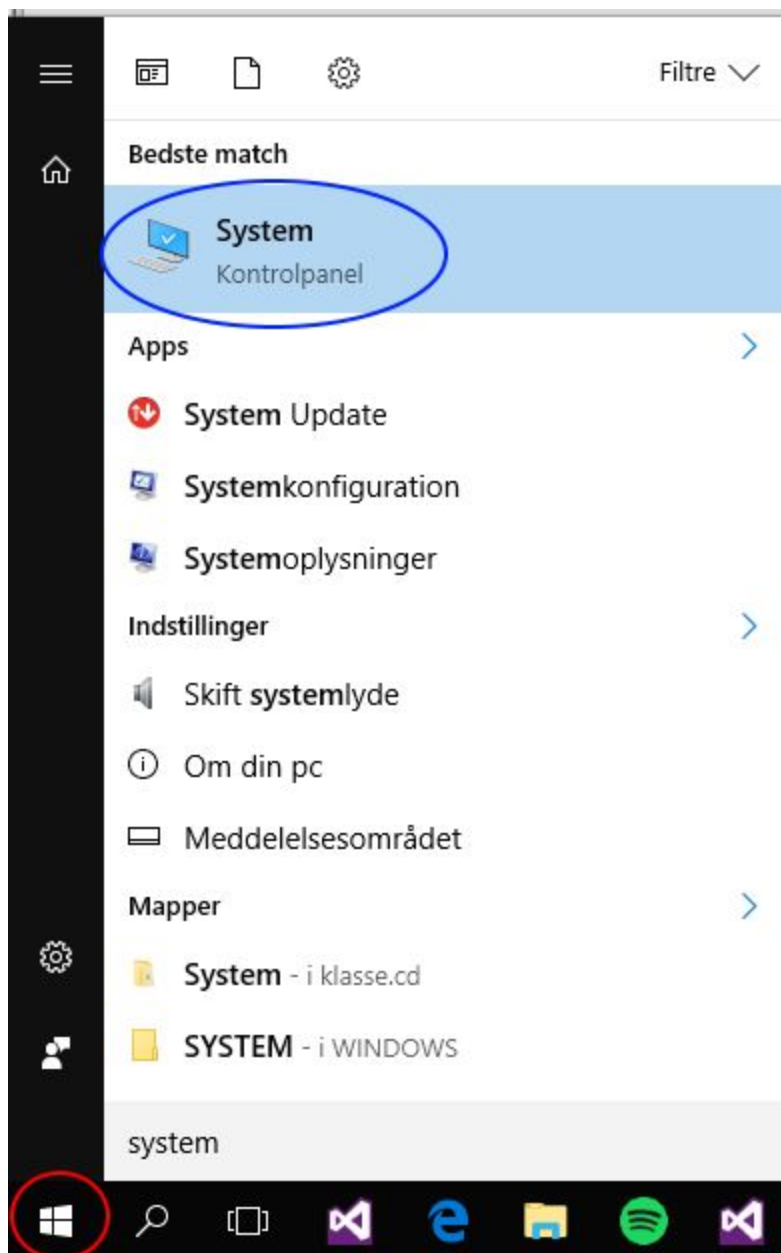 Filtre
Bedste match
System
Kontrolpanel
Apps
System Update
Systemkonfiguration
Systemoplysninger
Indstillinger
Skift systemlyde
Om din pc
Meddelelsesområdet
Mapper
System - i klasse.cd
SYSTEM - i WINDOWS
system